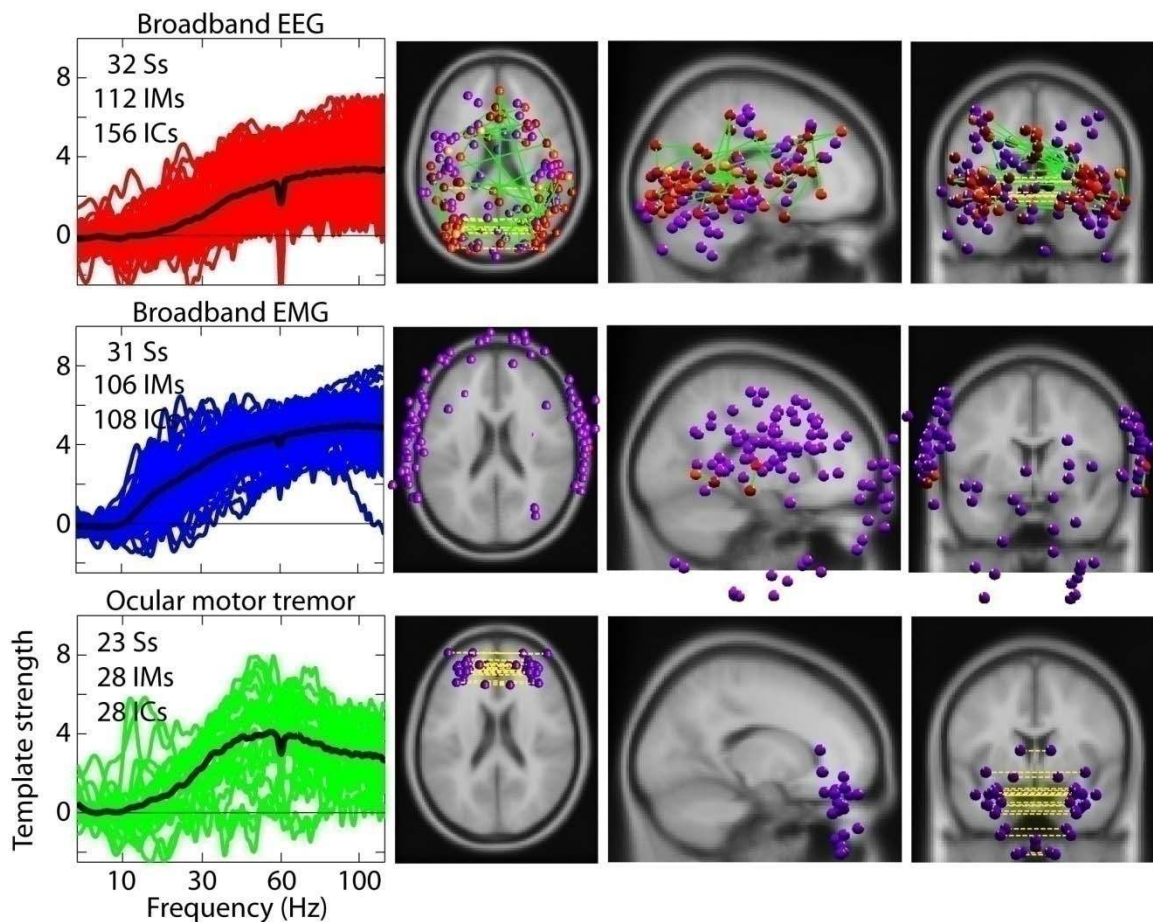 Broadband EEG
8
4
0
32 Ss
112 IMs
156 ICs
Broadband EMG
8
4
0
31 Ss
106 IMs
108 ICs
Ocular motor tremor
8
4
0
23 Ss
28 IMs
28 ICs
Template strength
10 30 60 100
Frequency (Hz)